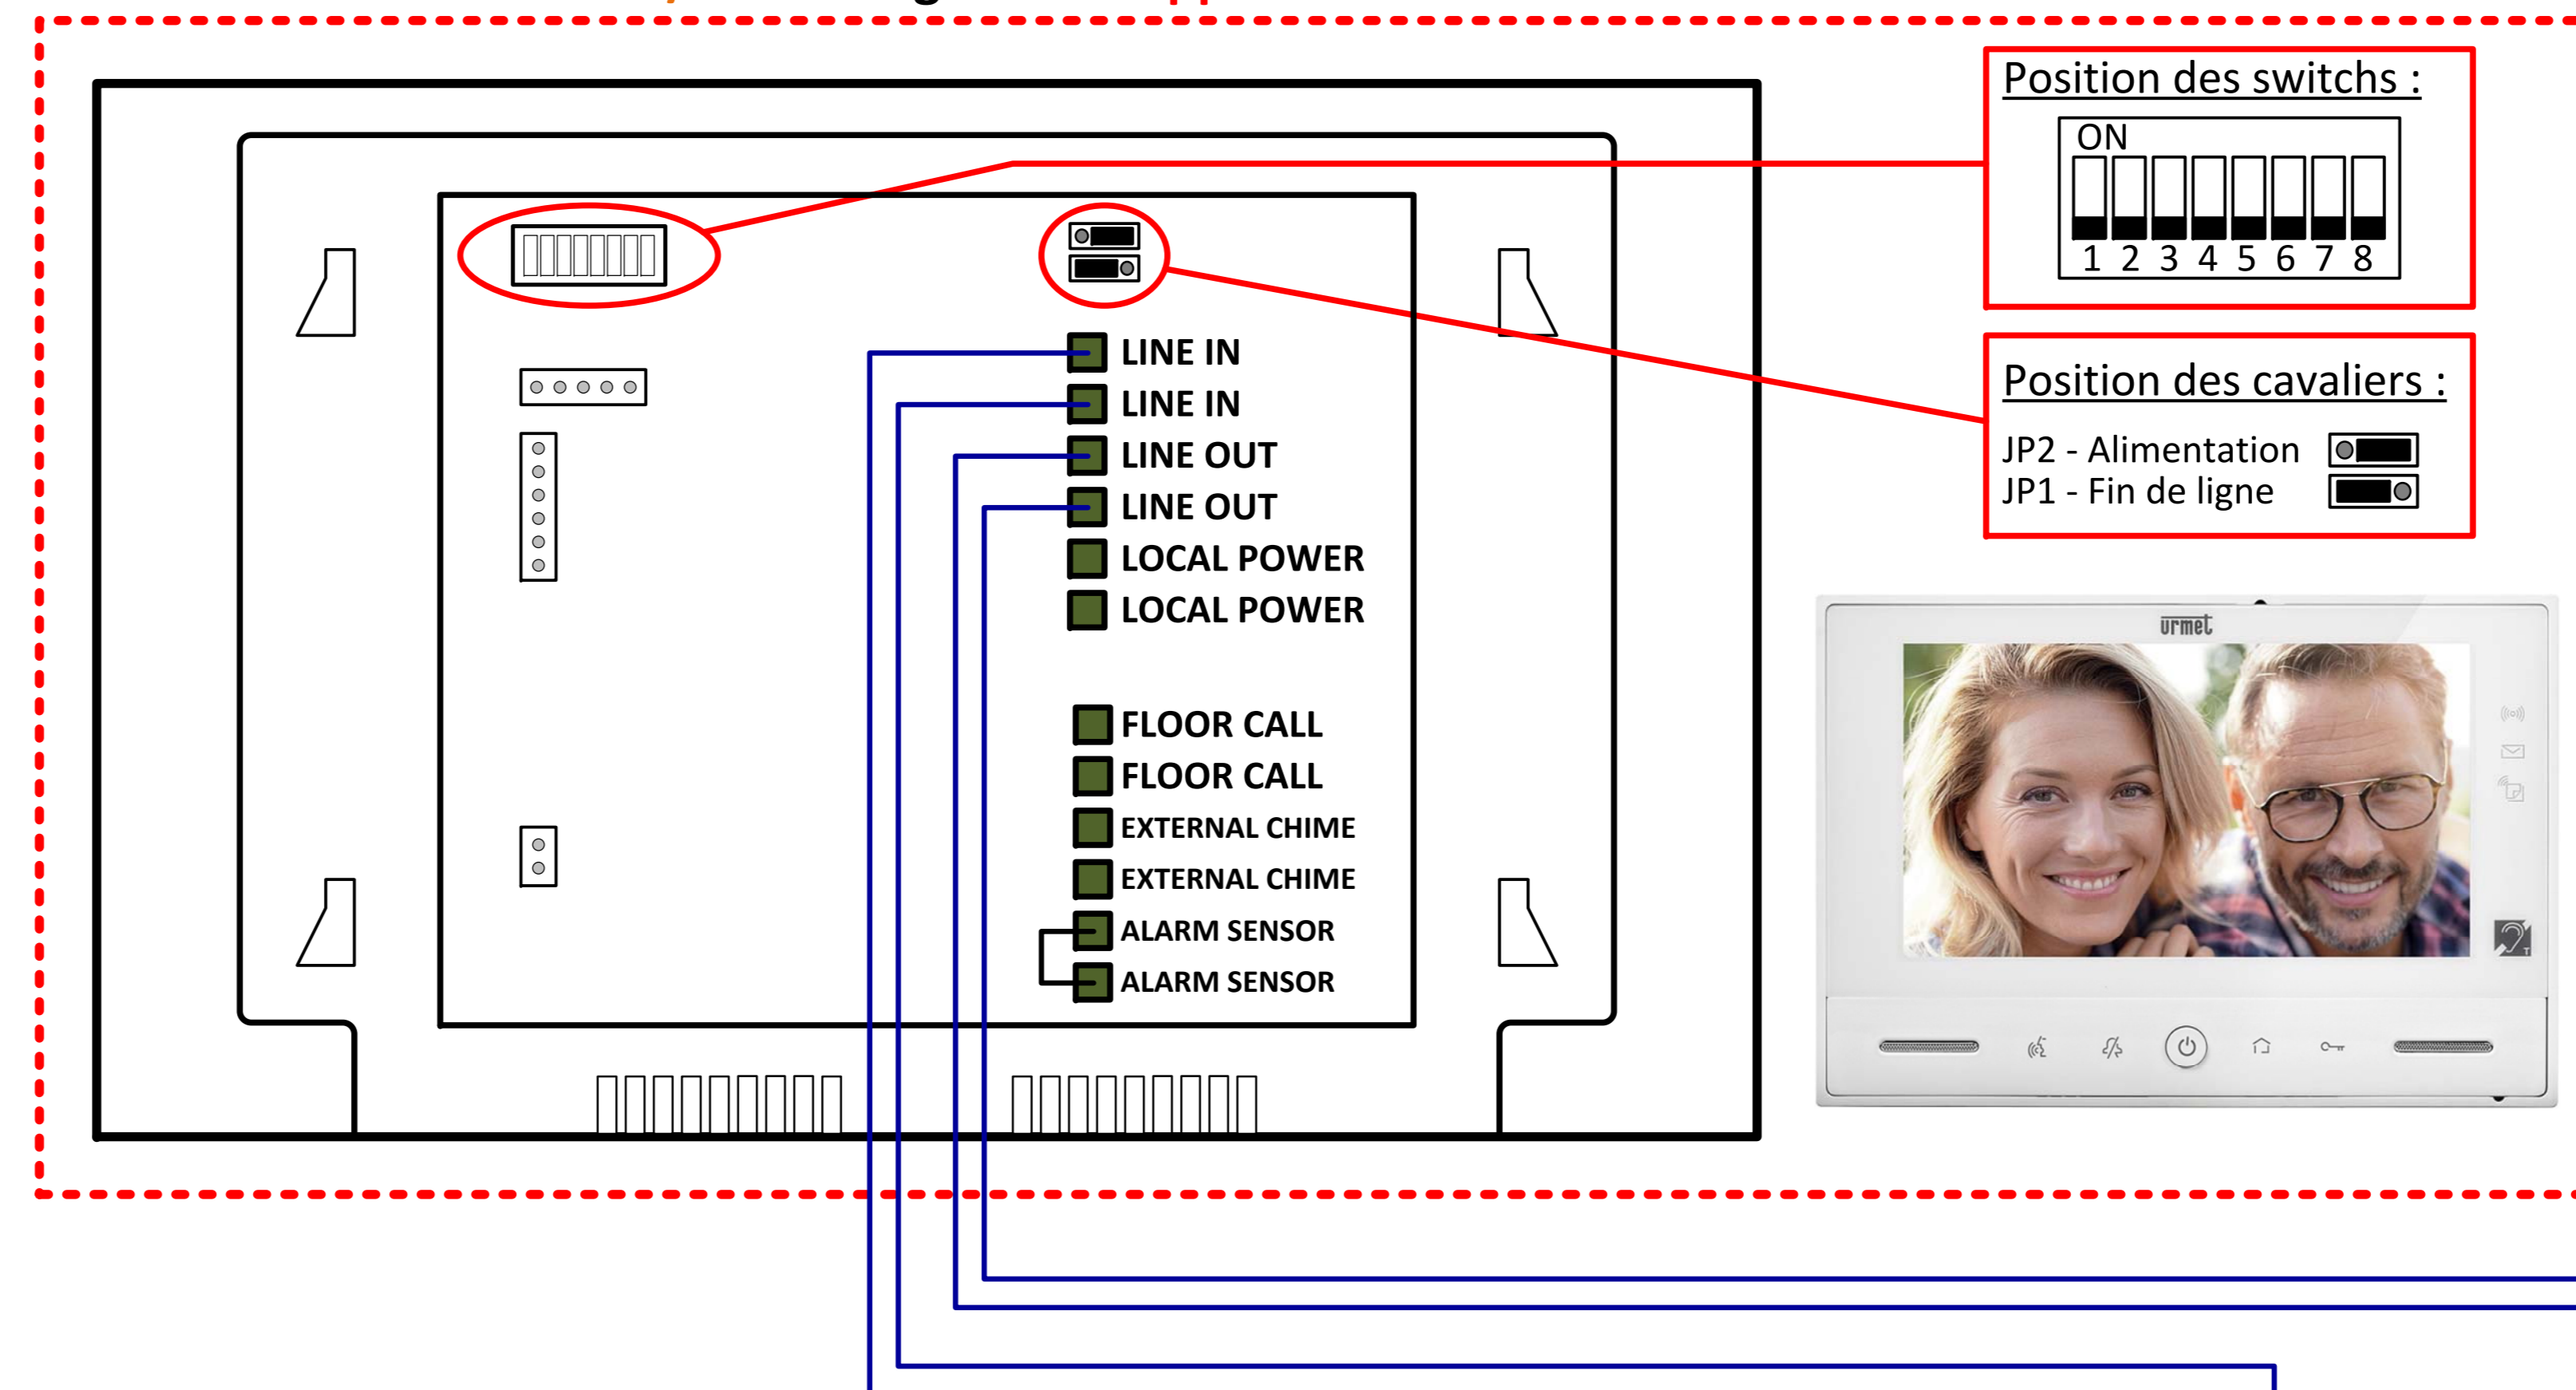 Position des switchs :
ON
1 2 3 4 5 6 7 8
LINE IN
LINE IN
LINE OUT
LINE OUT
LOCAL POWER
LOCAL POWER
Position des cavaliers :
JP2 - Alimentation
JP1 - Fin de ligne
urmet
FLOOR CALL
FLOOR CALL
EXTERNAL CHIME
EXTERNAL CHIME
ALARM SENSOR
ALARM SENSOR
T